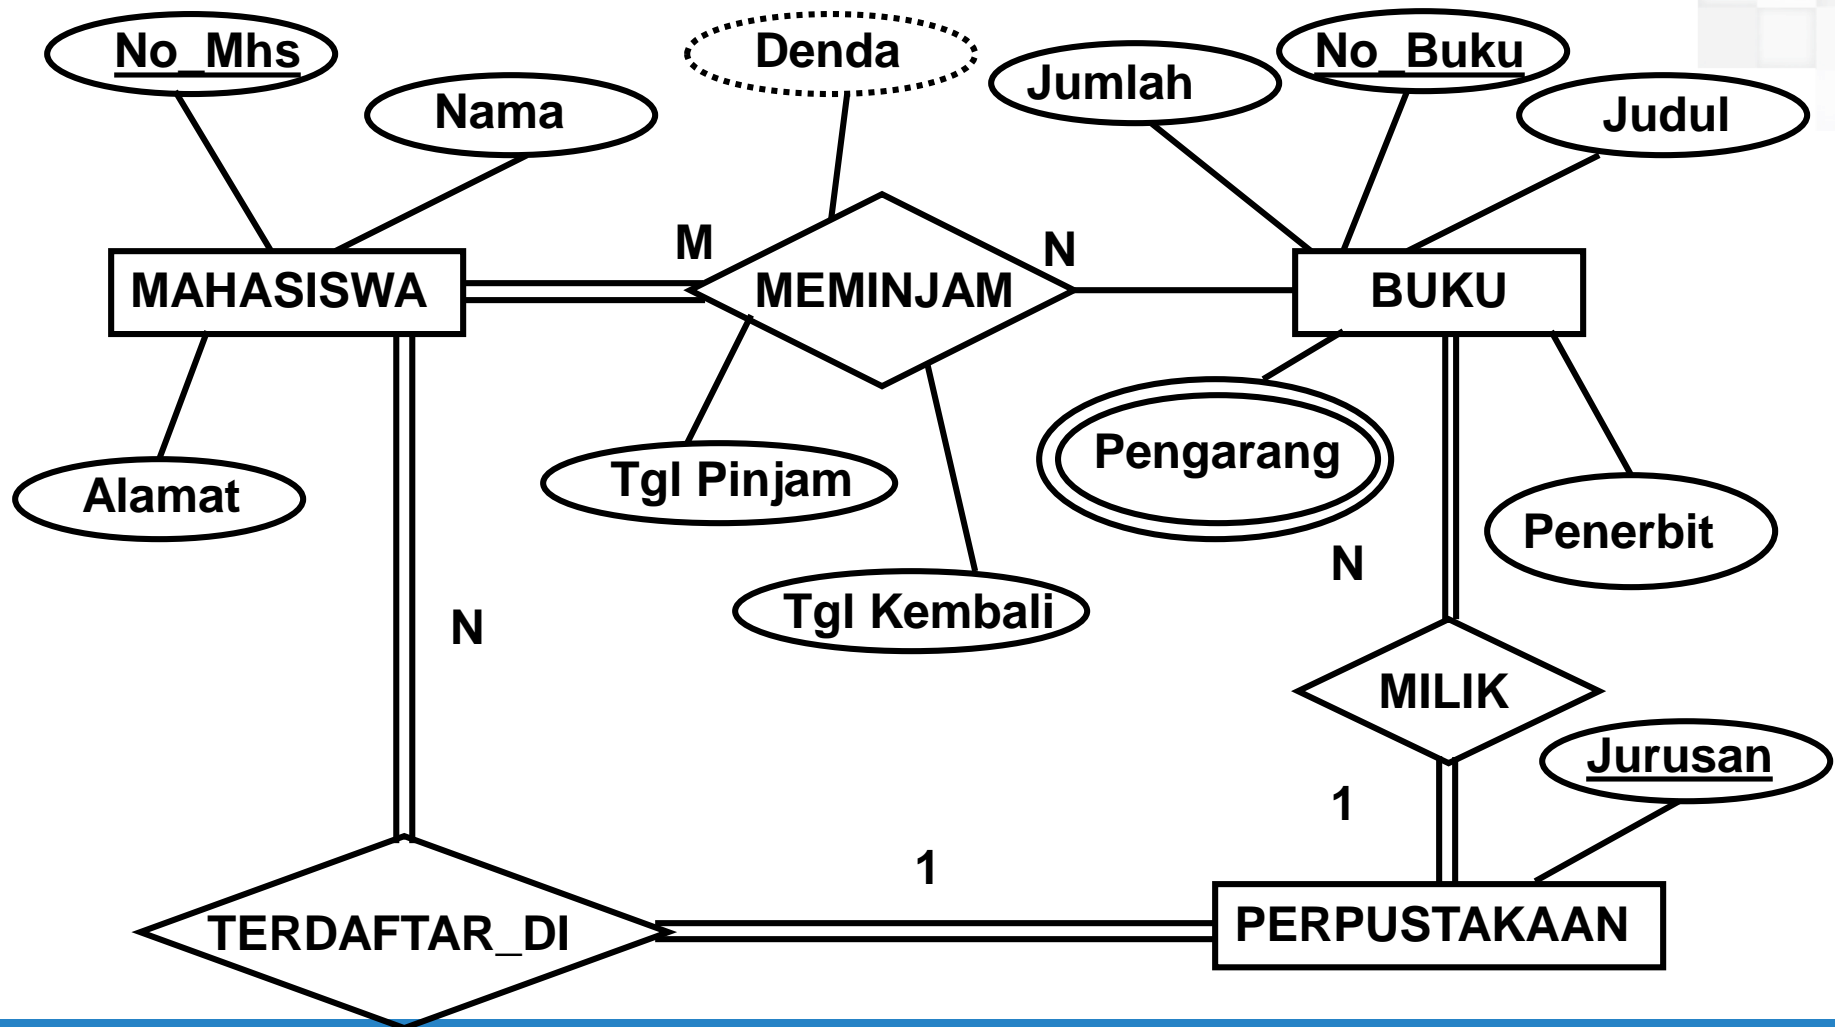 No_Mhs
Denda
No_Buku
Jumlah
Nama
Judul
M
N
MAHASISWA
MEMINJAM
BUKU
Pengarang
Tgl Pinjam
Alamat
Penerbit
N
Tgl Kembali
N
MILIK
Jurusan
1
1
TERDAFTAR_DI
PERPUSTAKAAN